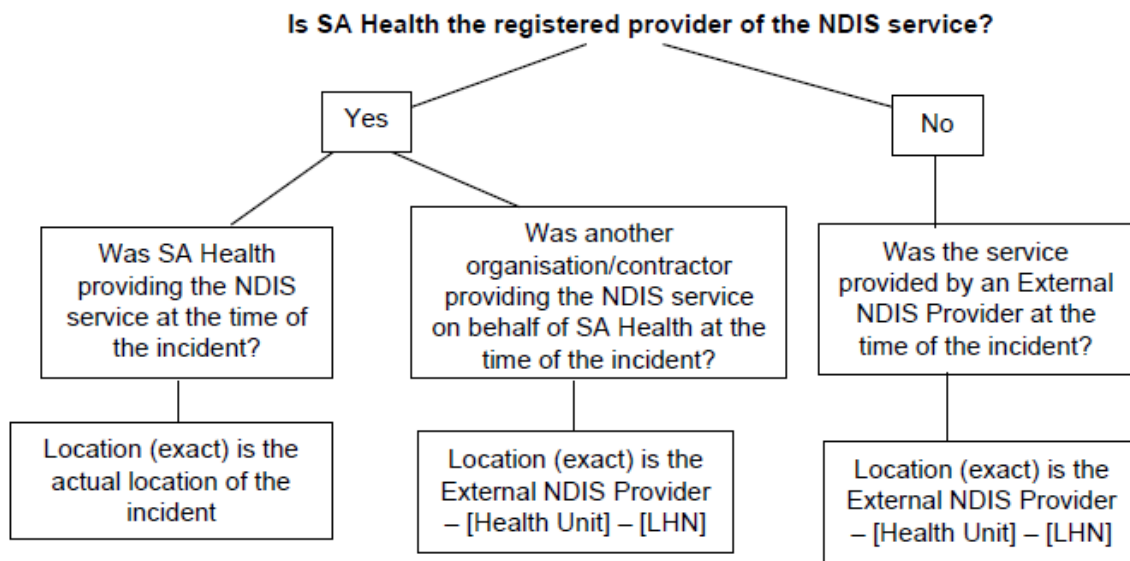 Is SA Health the registered provider of the NDIS service?
Yes
No
Was SA Health
providing the NDIS
service at the time of
the incident?
Was another
organisation/contractor
providing the NDIS service
on behalf of SA Health at the
time of the incident?
Was the service
provided by an External
NDIS Provider at the
time of the incident?
Location (exact) is the
actual location of the
incident
Location (exact) is the
External NDIS Provider
– [Health Unit] – [LHN]
Location (exact) is the
External NDIS Provider
– [Health Unit] – [LHN]